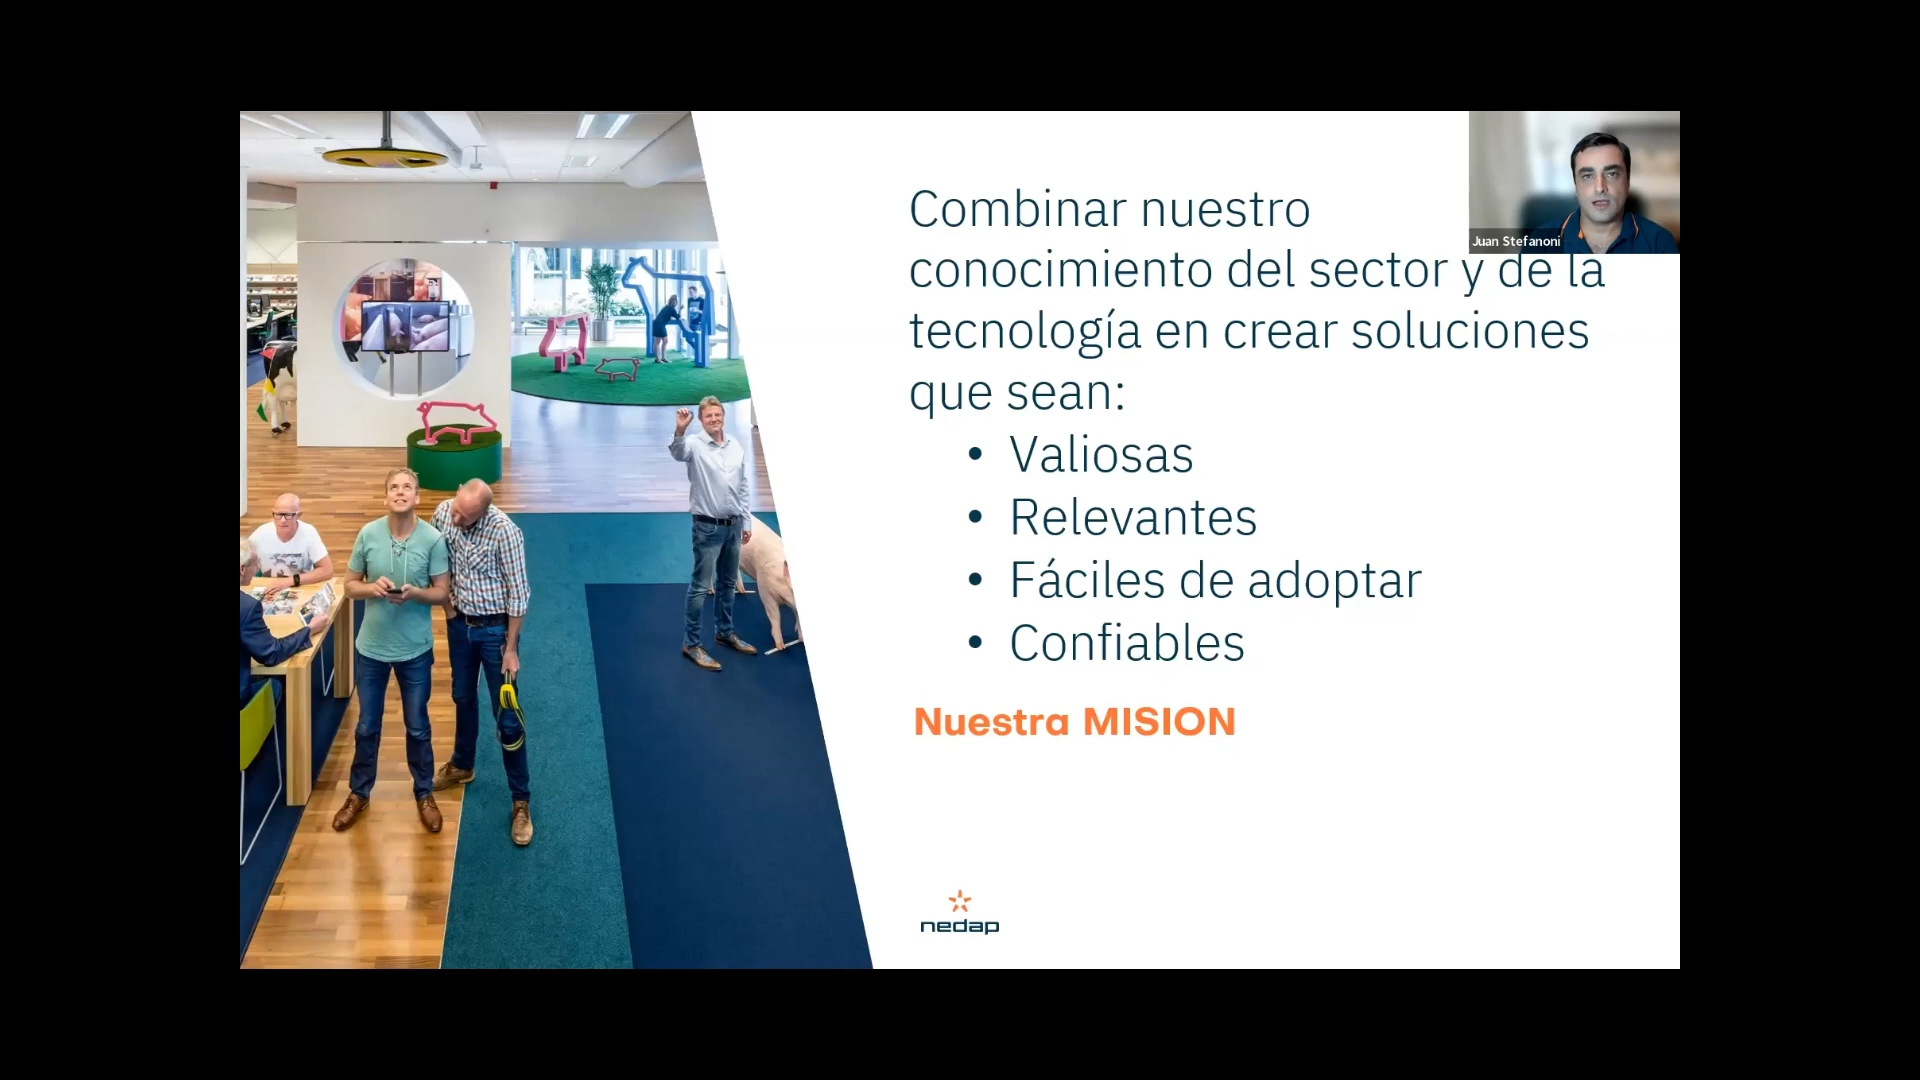 Juan Stefanoni
Combinar nuestro
conocimiento del sector y de la
tecnología en crear soluciones
que sean:
• Valiosas
• Relevantes
• Fáciles de adoptar
• Confiables
Nuestra MISION
nedap